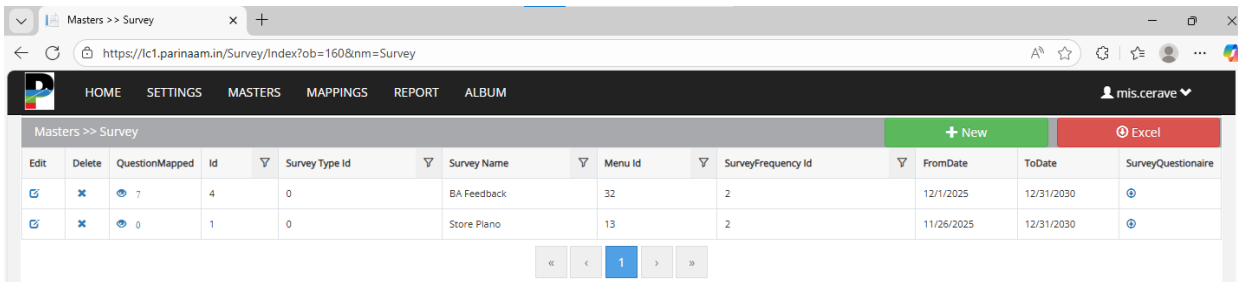 Masters >> Survey
https://lc1.parinaam.in/Survey/Index?ob=160&nm=Survey
HOME SETTINGS MASTERS MAPPINGS REPORT ALBUM mis.cerave
Masters >> Survey + New Excel
Edit Delete QuestionMapped Id Survey Type Id Survey Name Menu Id SurveyFrequency Id FromDate ToDate SurveyQuestionaire
7 4 0 BA Feedback 32 2 12/1/2025 12/31/2030
0 1 0 Store Plano 13 2 11/26/2025 12/31/2030
« ‹ 1 › »